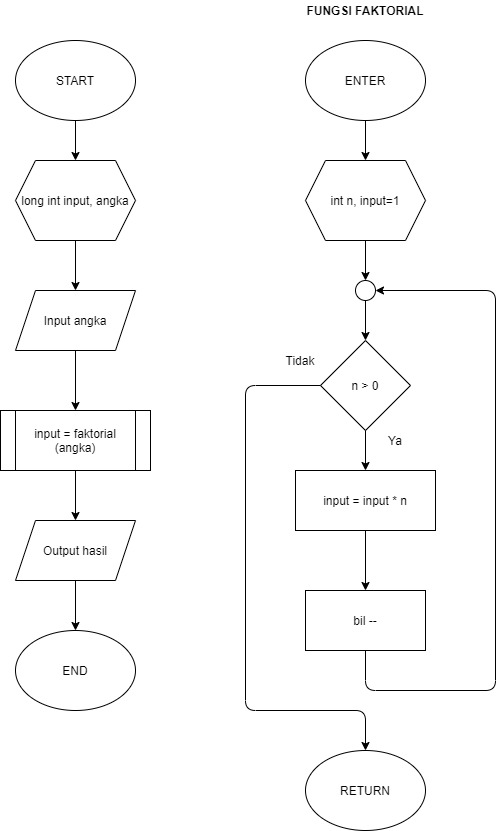 START
long int input, angka
Input angka
input = faktorial
(angka)
Output hasil
END
FUNGSI FAKTORIAL
ENTER
int n, input=1
n > 0
Tidak
Ya
input = input * n
bil --
RETURN